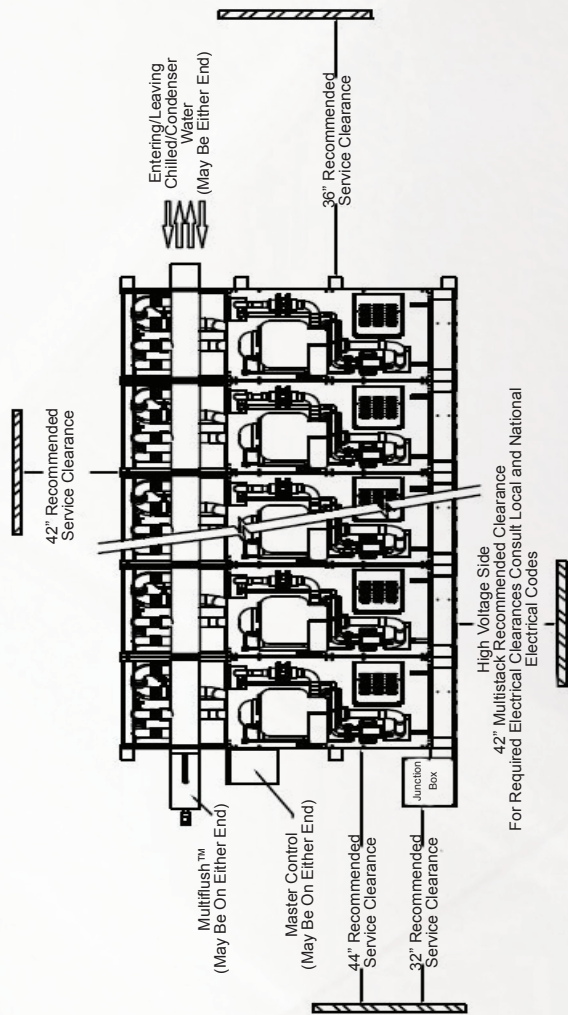 42” Recommended
Service Clearance
Entering/Leaving
Chilled/Condenser
Water
(May Be Either End)
36” Recommended
Service Clearance
Multiflush™
(May Be On Either End)
Master Control
(May Be On Either End)
44” Recommended
Service Clearance
32” Recommended
Service Clearance
Junction
Box
High Voltage Side
42” Multistack Recommended Clearance
For Required Electrical Clearances Consult Local and National
Electrical Codes